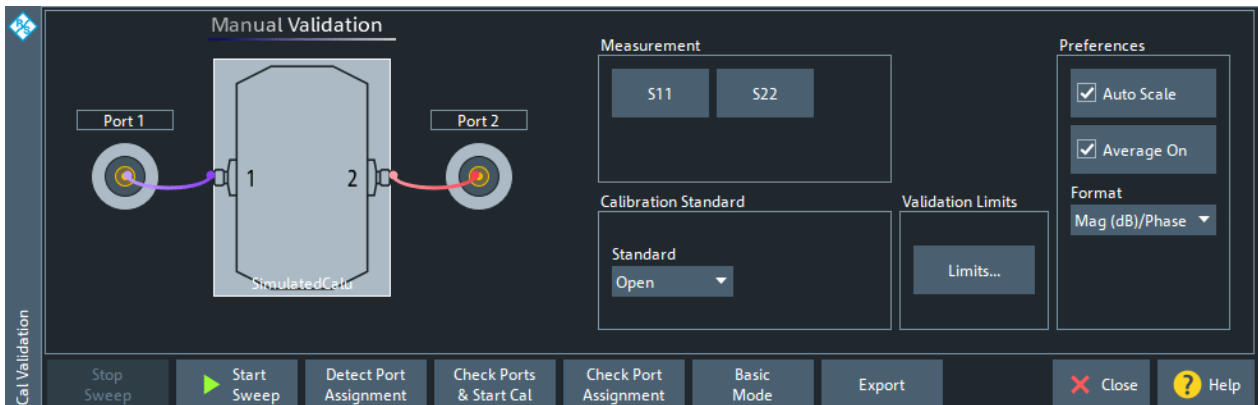 R&S
Manual Validation
Port 1
Port 2
1
2
SimulatedCalu
Measurement
S11
S22
Calibration Standard
Standard
Open
Validation Limits
Limits...
Preferences
Auto Scale
Average On
Format
Mag (dB)/Phase
Cal Validation
Stop
Sweep
Start
Sweep
Detect Port
Assignment
Check Ports
& Start Cal
Check Port
Assignment
Basic
Mode
Export
Close
? Help